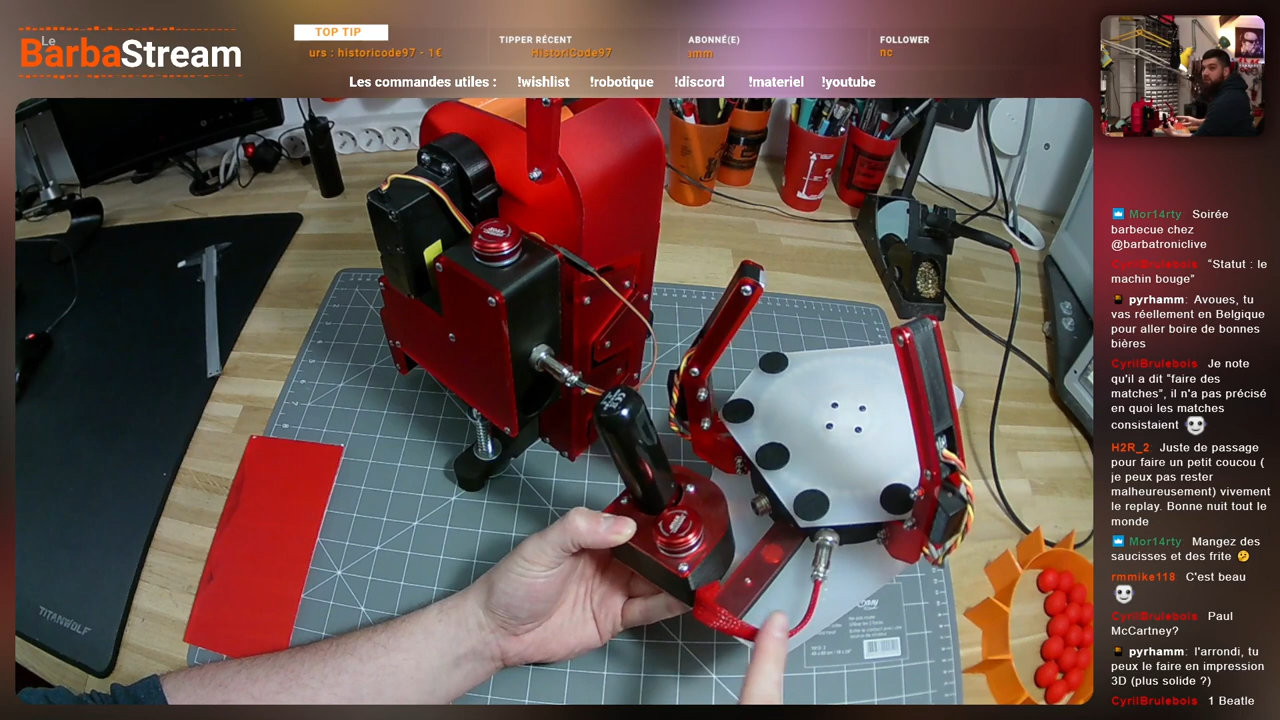 Le
BarbaStream
TOP TIP
urs : historicode97 - 1€
TIPPER RÉCENT
HistoriCode97
ABONNÉ(E)
amm
FOLLOWER
nc
Les commandes utiles : !wishlist !robotique !discord !materiel !youtube
TITANWOLF
Mor14rty Soirée
barbecue chez
@barbatroniclive
CyrilBrulebois “Statut : le
machin bouge”
pyrhamm: Avoues, tu
vas réellement en Belgique
pour aller boire de bonnes
bières
CyrilBrulebois Je note
qu'il a dit “faire des
matches”, il n'a pas précisé
en quoi les matches
consistaient
H2R_2: Juste de passage
pour faire un petit coucou (
je peux pas rester
malheureusement) vivement
le replay. Bonne nuit tout le
monde
Mor14rty Mangez des
saucisses et des frite 🤔
rmmike118 C'est beau
CyrilBrulebois Paul
McCartney?
pyrhamm: l'arrondi, tu
peux le faire en impression
3D (plus solide ?)
CyrilBrulebois 1 Beatle